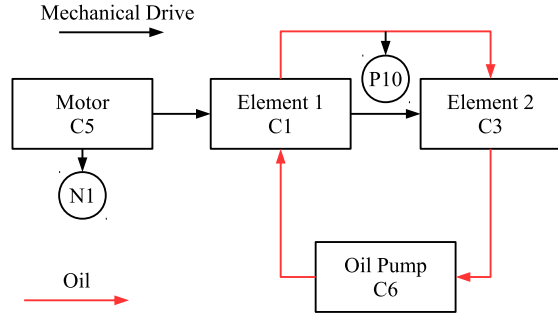 Mechanical Drive
P10
Motor
C5
Element 1
C1
Element 2
C3
N1
Oil
Oil Pump
C6